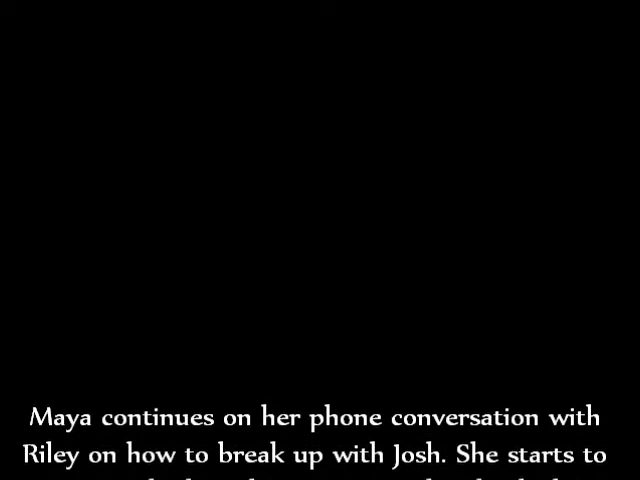 Maya continues on her phone conversation with
Riley on how to break up with Josh. She starts to